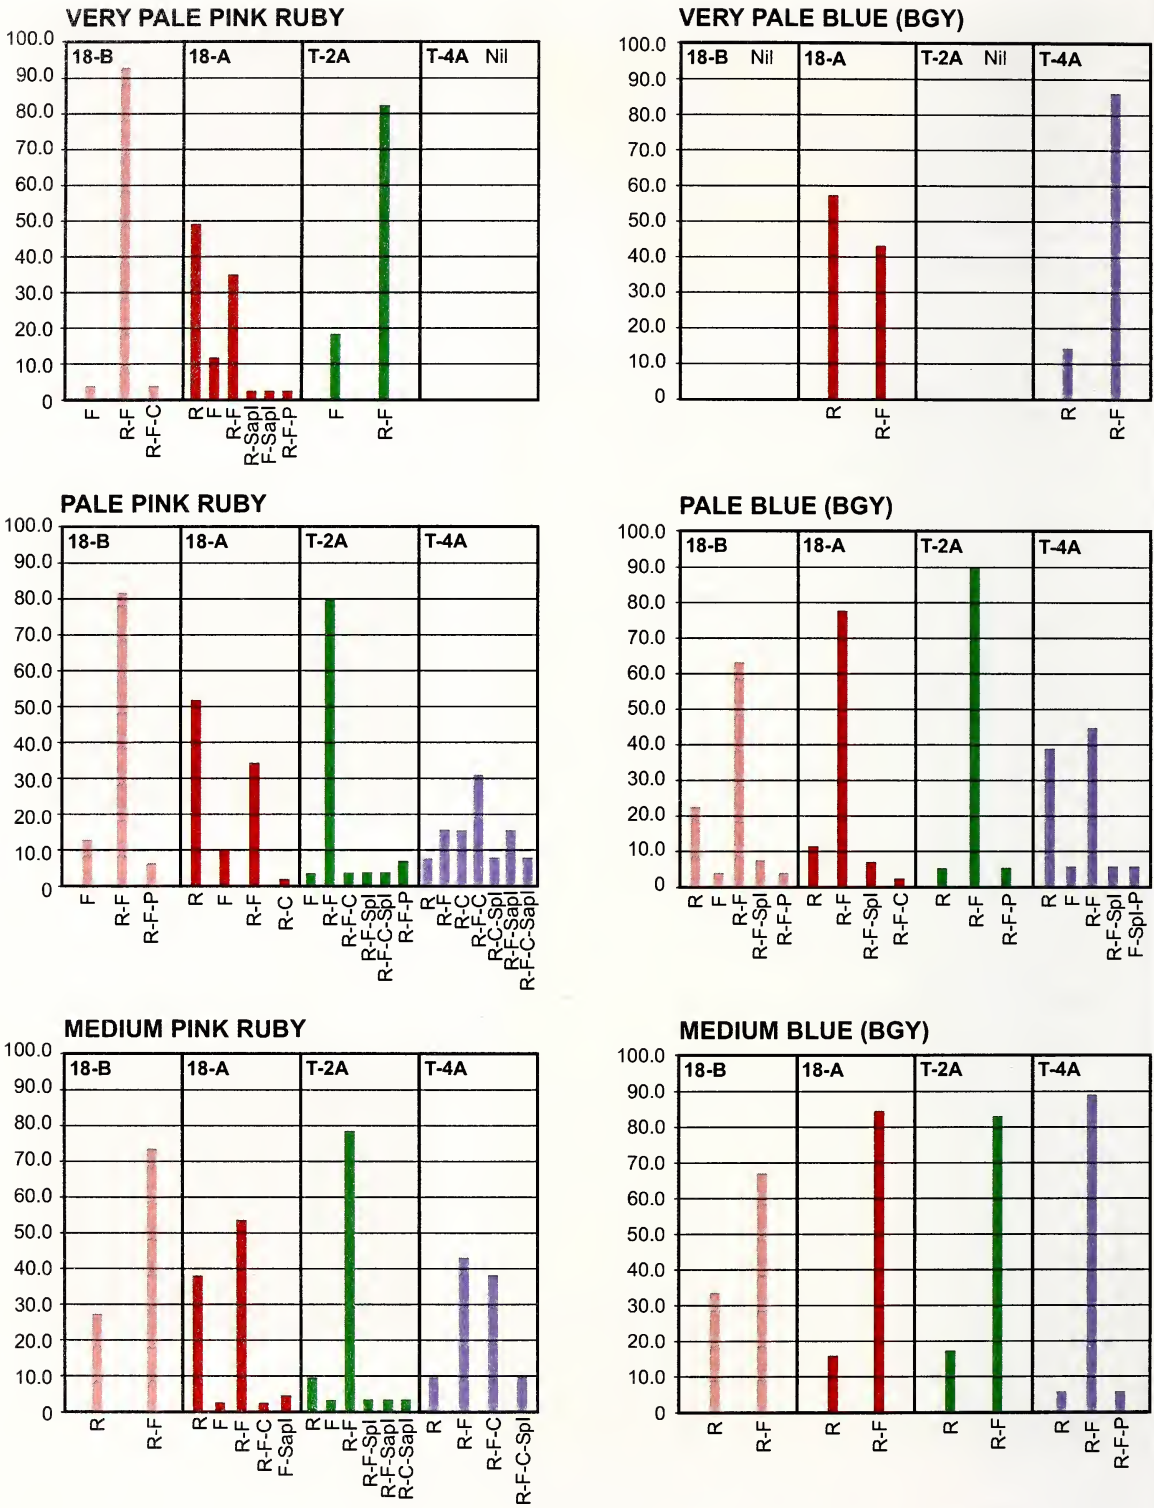 VERY PALE PINK RUBY
100.0
90.0
80.0
70.0
60.0
50.0
40.0
30.0
20.0
10.0
0
18-B
18-A
T-2A
T-4A Nil
F
R-F
R-F-C
R
F
R-F
R-Sapl
F-Sapl
R-F-P
F
R-F
VERY PALE BLUE (BGY)
100.0
90.0
80.0
70.0
60.0
50.0
40.0
30.0
20.0
10.0
0
18-B Nil
18-A
T-2A Nil
T-4A
R
R-F
R
R-F
PALE PINK RUBY
100.0
90.0
80.0
70.0
60.0
50.0
40.0
30.0
20.0
10.0
0
18-B
18-A
T-2A
T-4A
F
R-F
R-F-P
R
F
R-F
R-C
F
R-F
R-F-C
R-F-Spl
R-F-C-Spl
R-F-P
R
R-F
R-C
R-F-C
R-C-Spl
R-F-Sapl
R-F-C-Sapl
PALE BLUE (BGY)
100.0
90.0
80.0
70.0
60.0
50.0
40.0
30.0
20.0
10.0
0
18-B
18-A
T-2A
T-4A
R
F
R-F
R-F-Spl
R-F-P
R
R-F
R-F-Spl
R-F-C
R
R-F
R-F-P
R
F
R-F
R-F-Spl
F-Spl-P
MEDIUM PINK RUBY
100.0
90.0
80.0
70.0
60.0
50.0
40.0
30.0
20.0
10.0
0
18-B
18-A
T-2A
T-4A
R
R-F
R
F
R-F
R-F-C
F-Sapl
R
F
R-F
R-F-Spl
R-F-Sapl
R-C-Sapl
R
R-F
R-F-C
R-F-C-Spl
MEDIUM BLUE (BGY)
100.0
90.0
80.0
70.0
60.0
50.0
40.0
30.0
20.0
10.0
0
18-B
18-A
T-2A
T-4A
R
R-F
R
R-F
R
R-F
R
R-F
R-F-P